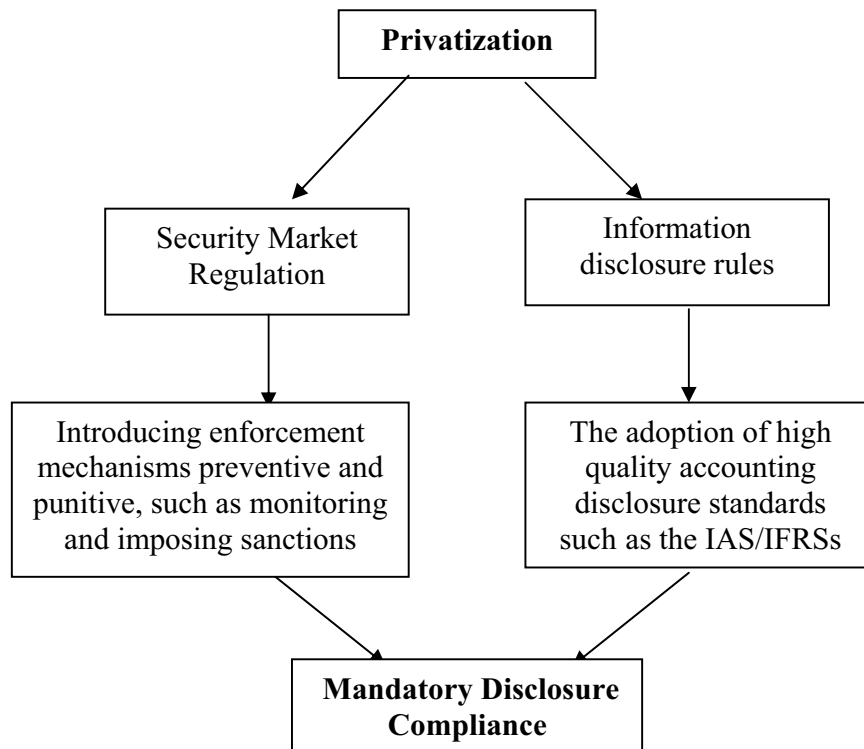 Privatization
Security Market
Regulation
Information
disclosure rules
Introducing enforcement
mechanisms preventive and
punitive, such as monitoring
and imposing sanctions
The adoption of high
quality accounting
disclosure standards
such as the IAS/IFRSs
Mandatory Disclosure
Compliance